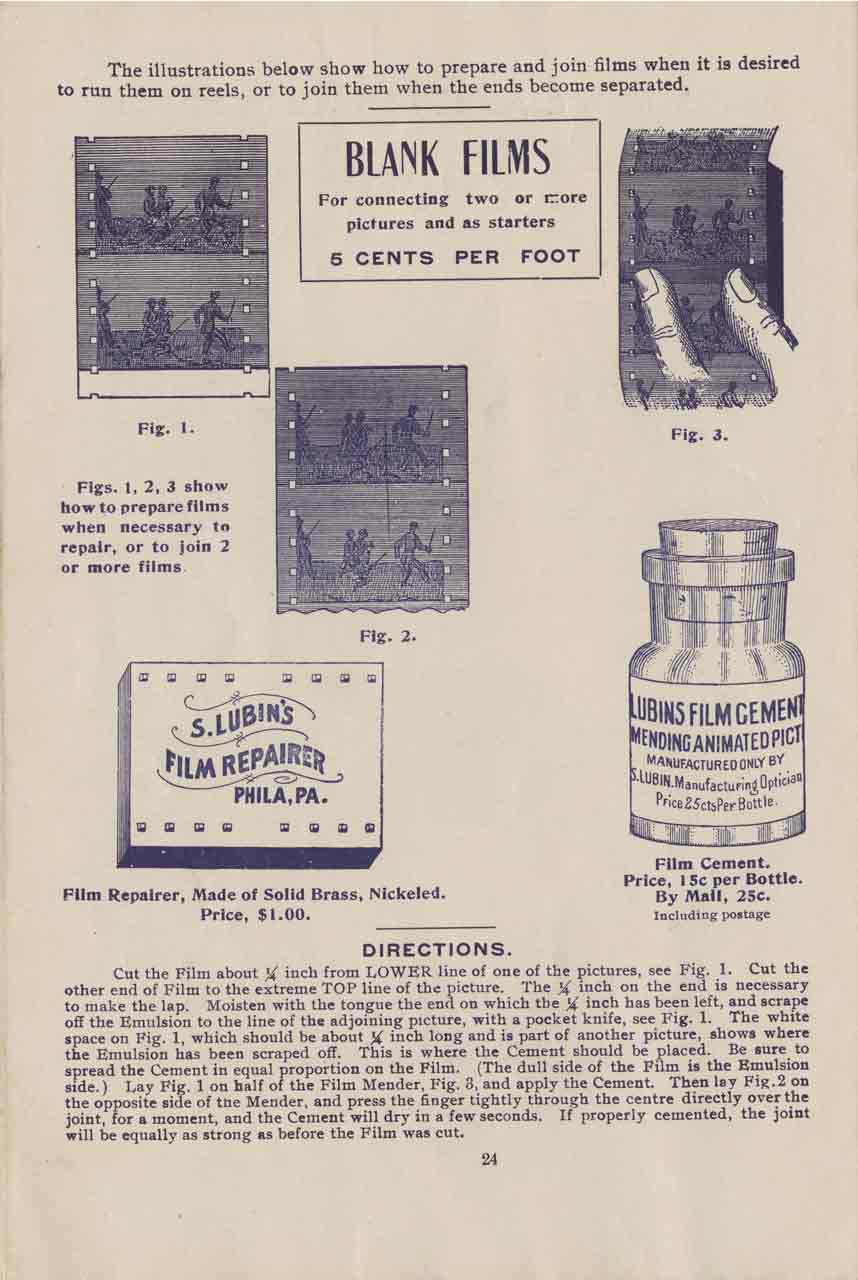 The illustrations below show how to prepare and join films when it is desired
to run them on reels, or to join them when the ends become separated.
BLANK FILMS
For connecting two or more
pictures and as starters
5 CENTS PER FOOT
Fig. 1.
Fig. 3.
Figs. 1, 2, 3 show
how to prepare films
when necessary to
repair, or to join 2
or more films.
Fig. 2.
S. LUBIN'S
FILM REPAIRER
PHILA, PA.
LUBINS FILM CEMENT
MENDING ANIMATED PICT
MANUFACTURED ONLY BY
S. LUBIN. Manufacturing Optician
Price 25cts Per Bottle.
Film Repairer, Made of Solid Brass, Nickeled.
Price, $1.00.
Film Cement.
Price, 15c per Bottle.
By Mail, 25c.
Including postage
DIRECTIONS.
Cut the Film about ¼ inch from LOWER line of one of the pictures, see Fig. 1. Cut the
other end of Film to the extreme TOP line of the picture. The ¼ inch on the end is necessary
to make the lap. Moisten with the tongue the end on which the ¼ inch has been left, and scrape
off the Emulsion to the line of the adjoining picture, with a pocket knife, see Fig. 1. The white
space on Fig. 1, which should be about ¼ inch long and is part of another picture, shows where
the Emulsion has been scraped off. This is where the Cement should be placed. Be sure to
spread the Cement in equal proportion on the Film. (The dull side of the Film is the Emulsion
side.) Lay Fig. 1 on half of the Film Mender, Fig. 3, and apply the Cement. Then lay Fig. 2 on
the opposite side of the Mender, and press the finger tightly through the centre directly over the
joint, for a moment, and the Cement will dry in a few seconds. If properly cemented, the joint
will be equally as strong as before the Film was cut.
24